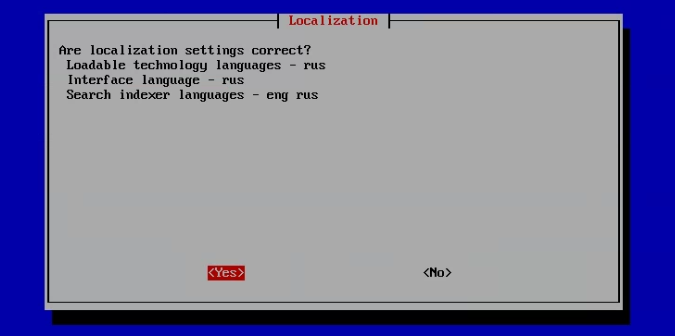 Localization
Are localization settings correct?
Loadable technology languages - rus
Interface language - rus
Search indexer languages - eng rus
<Yes> <No>